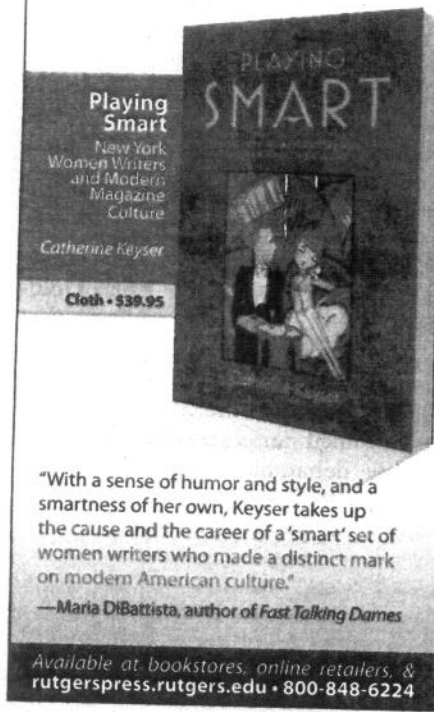 PLAYING
SMART
Playing
Smart
New York
Women Writers
and Modern
Magazine
Culture
Catherine Keyser
Cloth • $39.95
"With a sense of humor and style, and a
smartness of her own, Keyser takes up
the cause and the career of a 'smart' set of
women writers who made a distinct mark
on modern American culture."
—Maria DiBattista, author of Fast Talking Dames
Available at bookstores, online retailers, &
rutgerspress.rutgers.edu • 800-848-6224